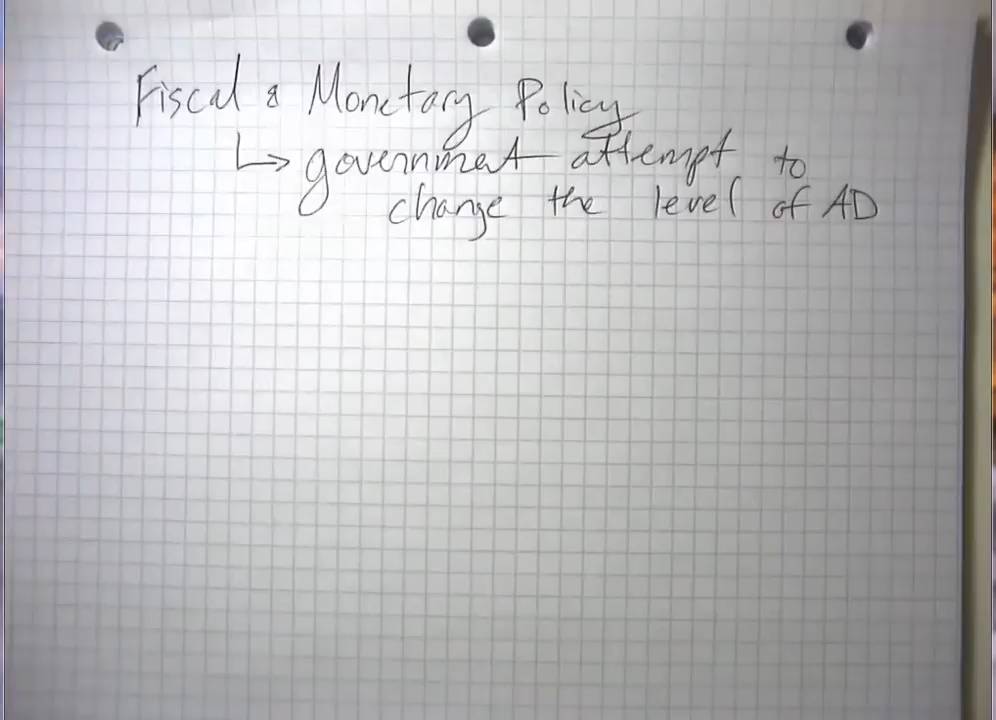 Fiscal & Monetary Policy
↳ government attempt to
change the level of AD